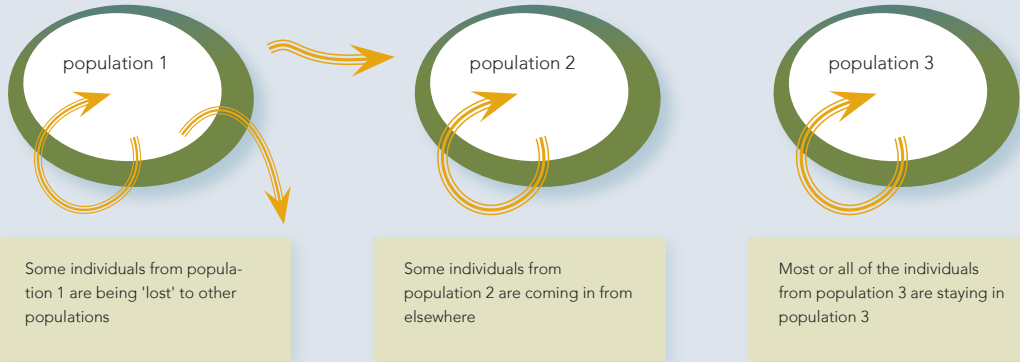 population 1
population 2
population 3
Some individuals from popula-
tion 1 are being 'lost' to other
populations
Some individuals from
population 2 are coming in from
elsewhere
Most or all of the individuals
from population 3 are staying in
population 3